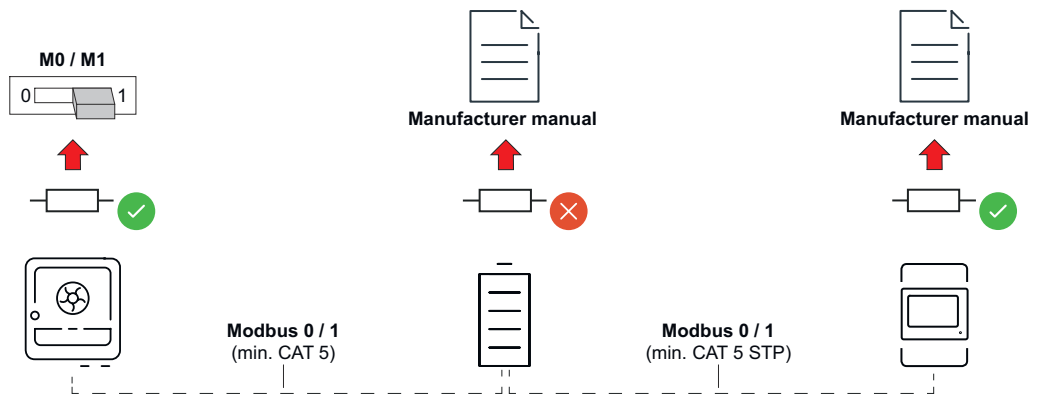 M0 / M1
0 1
Manufacturer manual
Manufacturer manual
Modbus 0 / 1
(min. CAT 5)
Modbus 0 / 1
(min. CAT 5 STP)